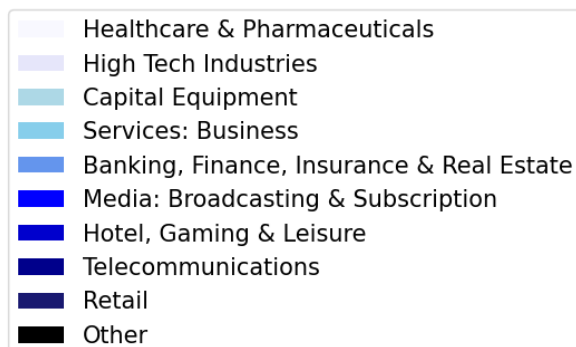 Healthcare & Pharmaceuticals
High Tech Industries
Capital Equipment
Services: Business
Banking, Finance, Insurance & Real Estate
Media: Broadcasting & Subscription
Hotel, Gaming & Leisure
Telecommunications
Retail
Other